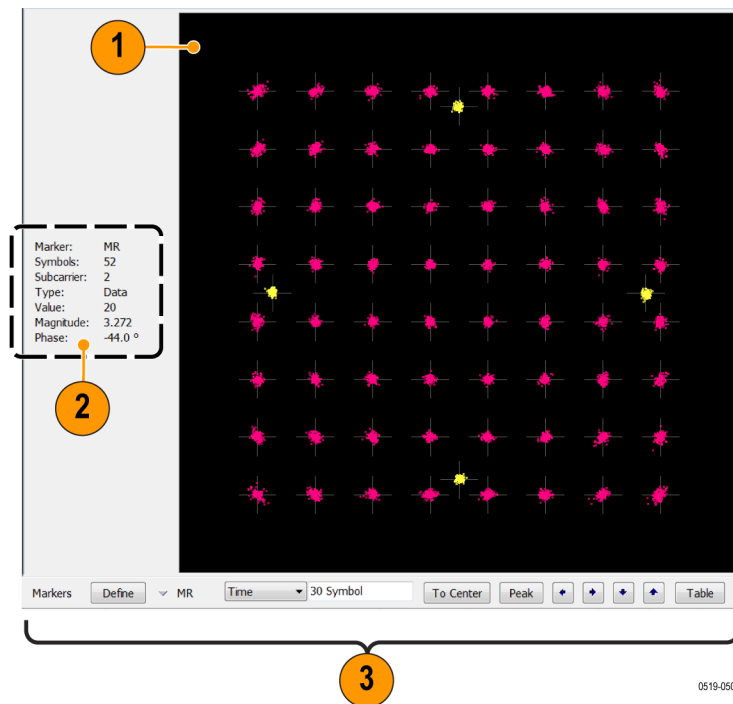 1
Marker: MR
Symbols: 52
Subcarrier: 2
Type: Data
Value: 20
Magnitude: 3.272
Phase: -44.0 °
2
Markers Define MR Time 30 Symbol To Center Peak Table
3
0519-050